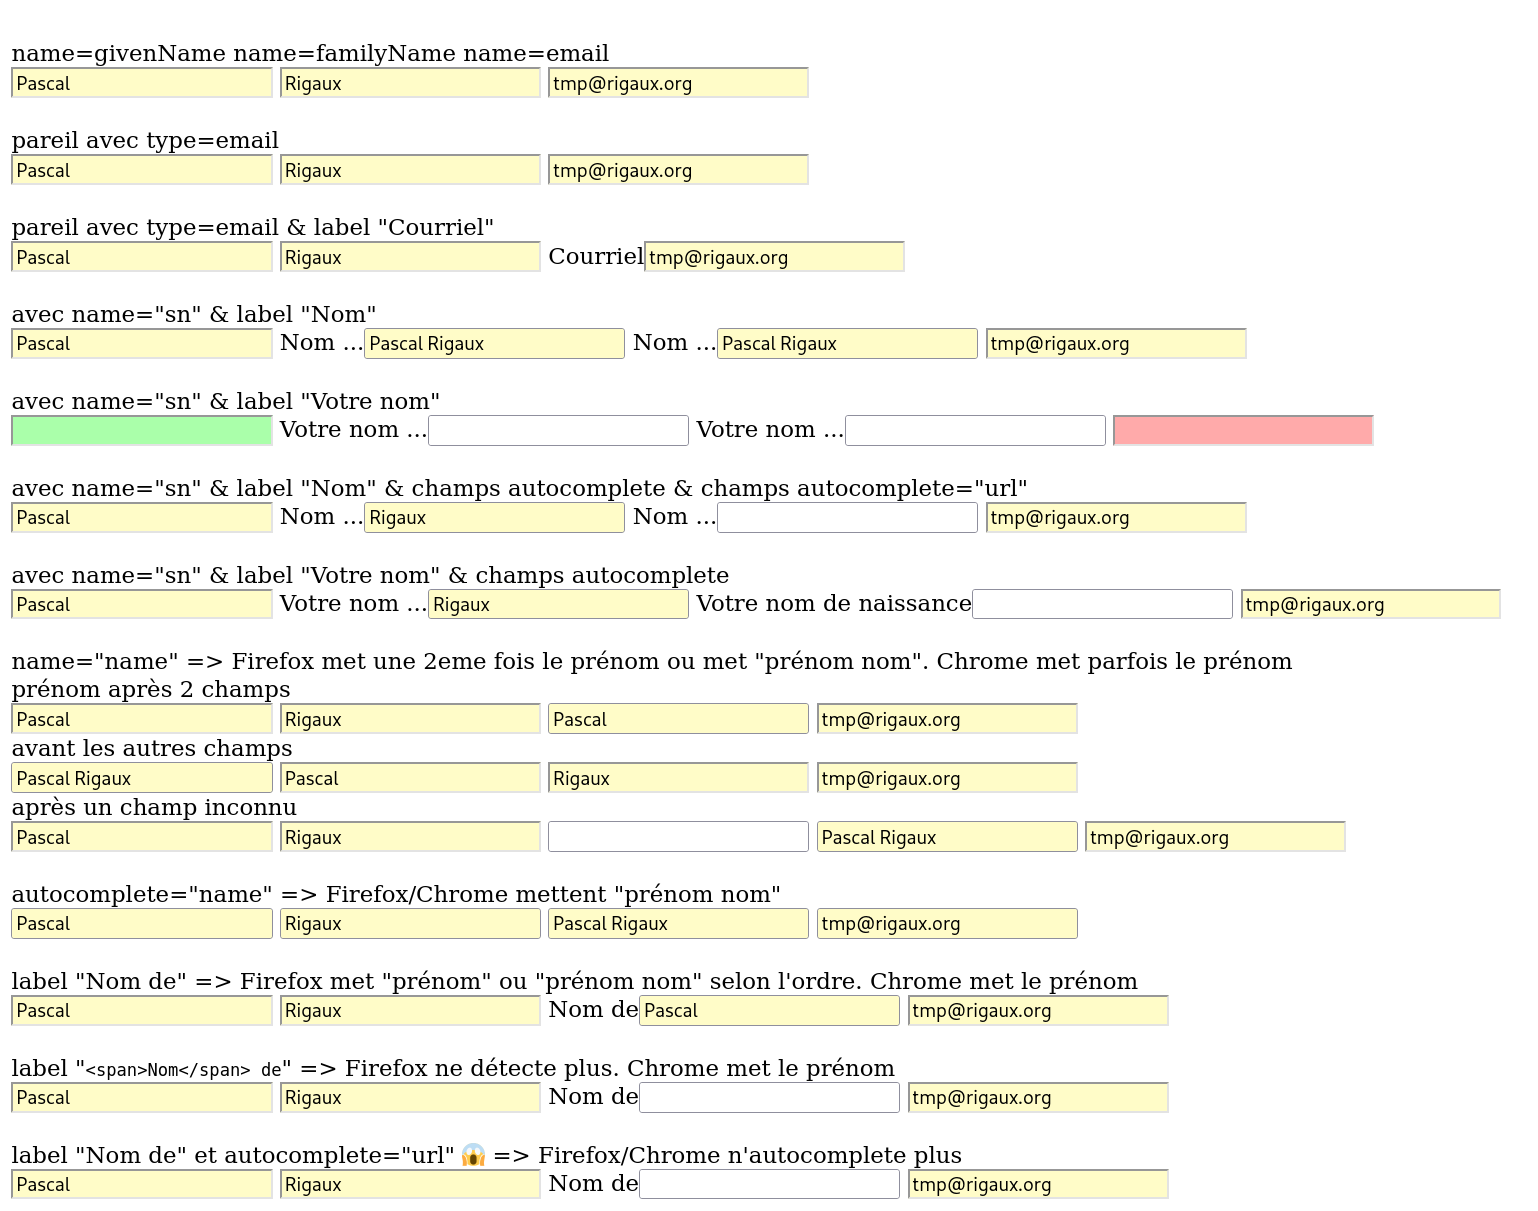 name=givenName name=familyName name=email
Pascal Rigaux tmp@rigaux.org
pareil avec type=email
Pascal Rigaux tmp@rigaux.org
pareil avec type=email & label "Courriel"
Pascal Rigaux Courriel tmp@rigaux.org
avec name="sn" & label "Nom"
Pascal Nom ... Pascal Rigaux Nom ... Pascal Rigaux tmp@rigaux.org
avec name="sn" & label "Votre nom"
Votre nom ... Votre nom ...
avec name="sn" & label "Nom" & champs autocomplete & champs autocomplete="url"
Pascal Nom ... Rigaux Nom ... tmp@rigaux.org
avec name="sn" & label "Votre nom" & champs autocomplete
Pascal Votre nom ... Rigaux Votre nom de naissance tmp@rigaux.org
name="name" => Firefox met une 2eme fois le prénom ou met "prénom nom". Chrome met parfois le prénom
prénom après 2 champs
Pascal Rigaux Pascal tmp@rigaux.org
avant les autres champs
Pascal Rigaux Pascal Rigaux tmp@rigaux.org
après un champ inconnu
Pascal Rigaux Pascal Rigaux tmp@rigaux.org
autocomplete="name" => Firefox/Chrome mettent "prénom nom"
Pascal Rigaux Pascal Rigaux tmp@rigaux.org
label "Nom de" => Firefox met "prénom" ou "prénom nom" selon l'ordre. Chrome met le prénom
Pascal Rigaux Nom de Pascal tmp@rigaux.org
label "<span>Nom</span> de" => Firefox ne détecte plus. Chrome met le prénom
Pascal Rigaux Nom de tmp@rigaux.org
label "Nom de" et autocomplete="url" 😱 => Firefox/Chrome n'autocomplete plus
Pascal Rigaux Nom de tmp@rigaux.org